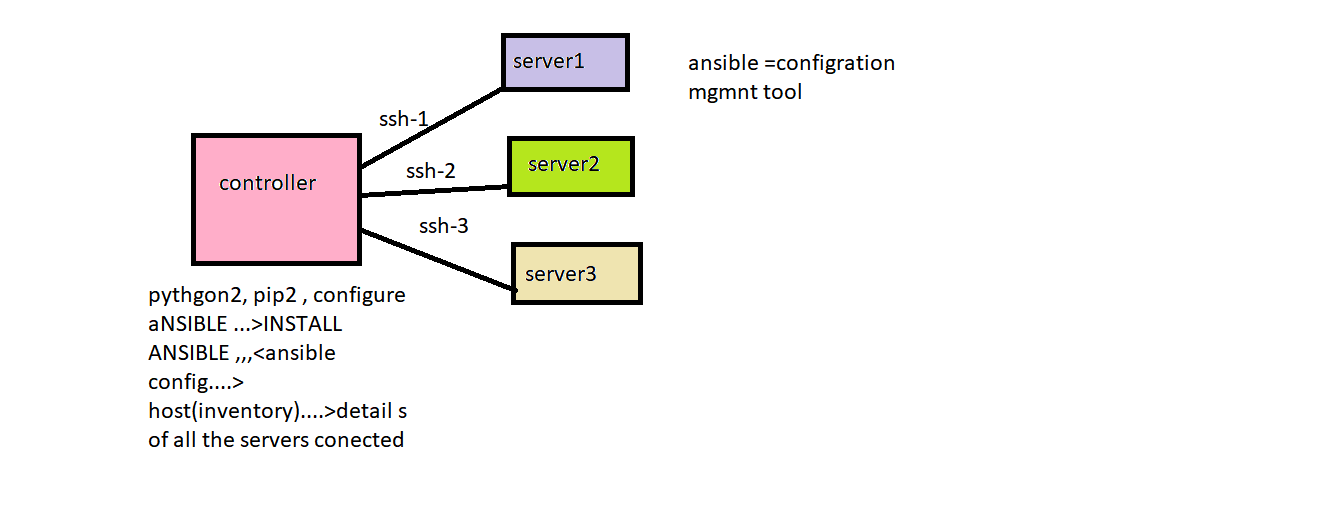 server1
ansible =configration
mgmnt tool
ssh-1
server2
ssh-2
controller
ssh-3
server3
pythgon2, pip2 , configure
aNSIBLE ...>INSTALL
ANSIBLE ,,,<ansible
config....>
host(inventory)....>detail s
of all the servers conected